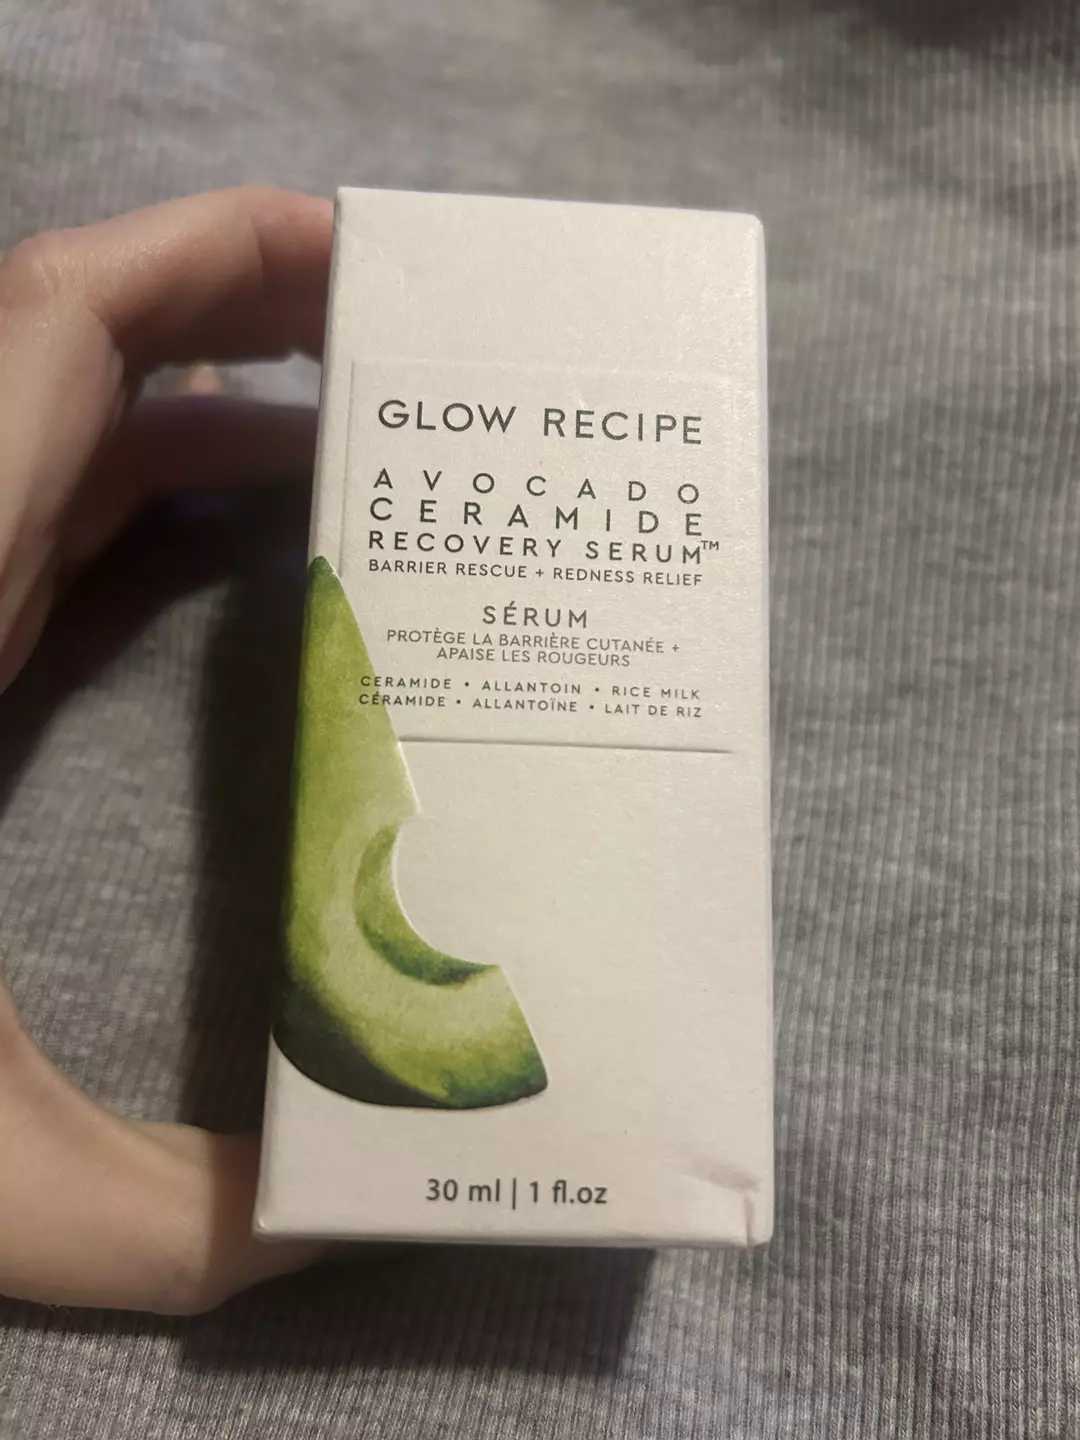 GLOW RECIPE
AVOCADO
CERAMIDE
RECOVERY SERUM™
BARRIER RESCUE + REDNESS RELIEF
SÉRUM
PROTÈGE LA BARRIÈRE CUTANÉE +
APAISE LES ROUGEURS
CERAMIDE • ALLANTOIN • RICE MILK
CÉRAMIDE • ALLANTOÏNE • LAIT DE RIZ
30 ml | 1 fl.oz